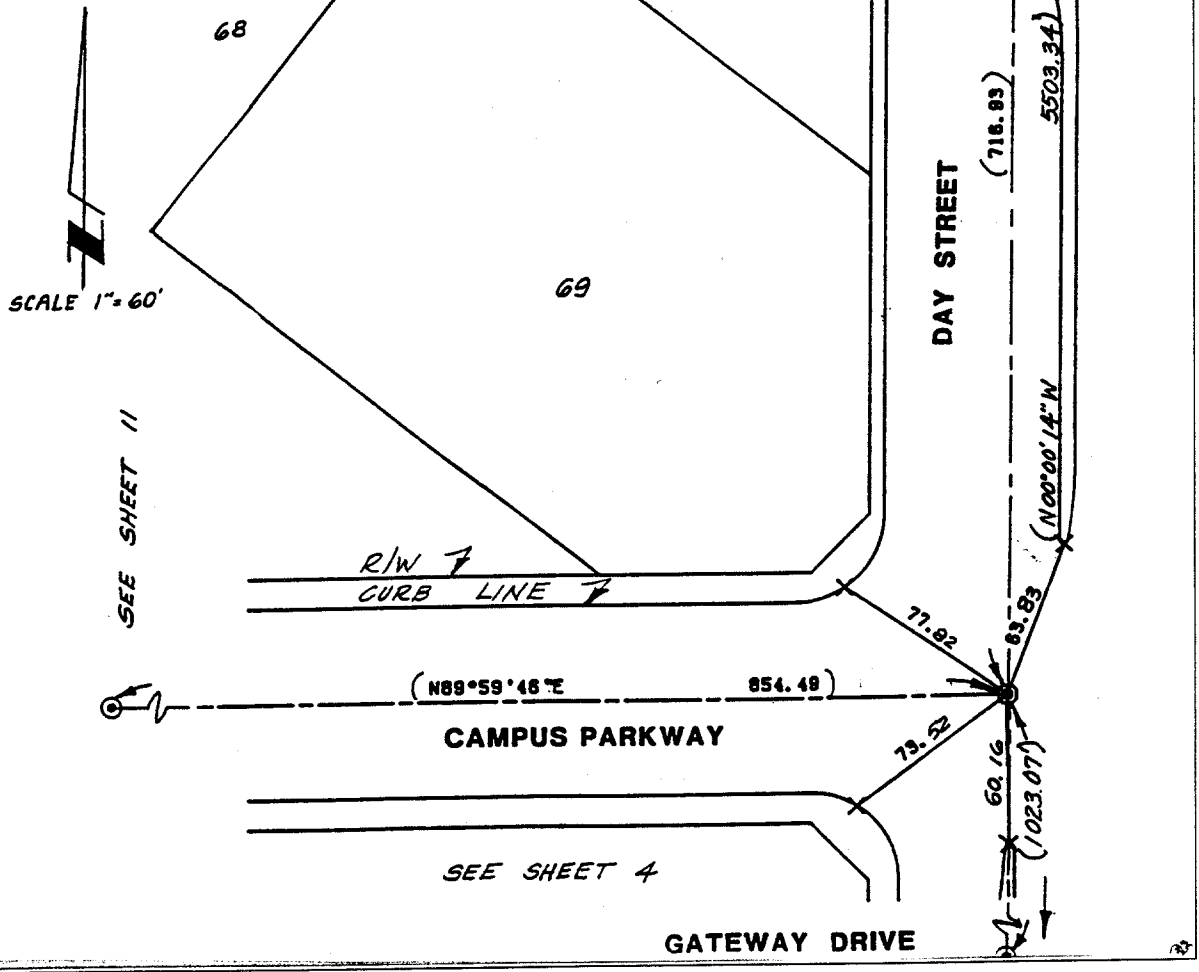 68
5503.34)
(716.93)
DAY STREET
SCALE 1"=60'
69
SEE SHEET 11
(N00°00'14"W
R/W
CURB LINE
77.82
83.83
(N89°59'46"E 854.49)
CAMPUS PARKWAY
73.52
60.16
(1023.07')
SEE SHEET 4
GATEWAY DRIVE